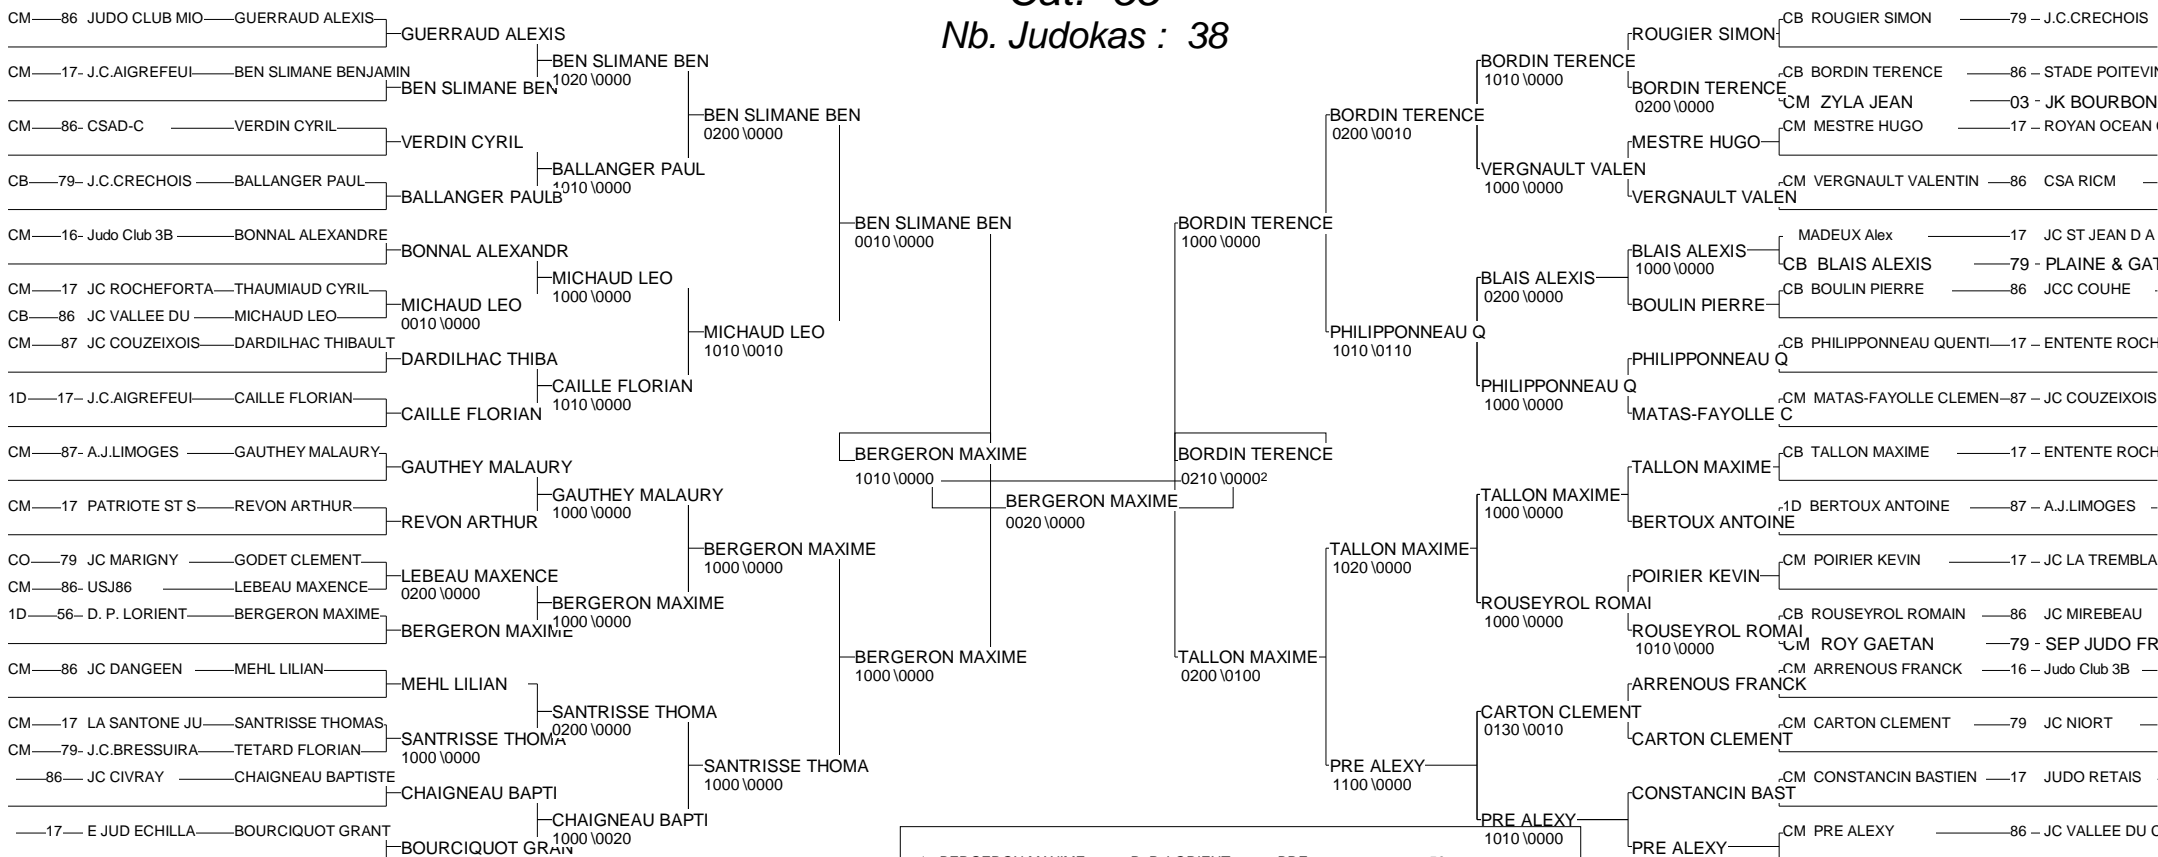 Nb. Judokas : 38
CM 86 JUDO CLUB MIO GUERRAUD ALEXIS
CM 17 J.C.AIGREFEUI BEN SLIMANE BENJAMIN
CM 86 CSAD-C VERDIN CYRIL
CB 79 J.C.CRECHOIS BALLANGER PAUL
CM 16 Judo Club 3B BONNAL ALEXANDRE
CM 17 JC ROCHEFORTA THAUMIAUD CYRIL
CB 86 JC VALLEE DU MICHAUD LEO
CM 87 JC COUZEIXOIS DARDILHAC THIBAULT
1D 17 J.C.AIGREFEUI CAILLE FLORIAN
CM 87 A.J.LIMOGES GAUTHEY MALAURY
CM 17 PATRIOTE ST S REVON ARTHUR
CO 79 JC MARIGNY GODET CLEMENT
CM 86 USJ86 LEBEAU MAXENCE
1D 56 D. P. LORIENT BERGERON MAXIME
CM 86 JC DANGEEN MEHL LILIAN
CM 17 LA SANTONE JU SANTRISSE THOMAS
CM 79 J.C.BRESSUIRA TETARD FLORIAN
86 JC CIVRAY CHAIGNEAU BAPTISTE
17 E JUD ECHILLA BOURCIQUOT GRANT
GUERRAUD ALEXIS
BEN SLIMANE BEN
VERDIN CYRIL
BALLANGER PAULB
BONNAL ALEXANDR
MICHAUD LEO
0010 \0000
DARDILHAC THIBA
CAILLE FLORIAN
GAUTHEY MALAURY
REVON ARTHUR
LEBEAU MAXENCE
0200 \0000
BERGERON MAXIME
MEHL LILIAN
SANTRISSE THOMA
1000 \0000
CHAIGNEAU BAPTI
BOURCIQUOT GRAN
BEN SLIMANE BEN
1020 \0000
BALLANGER PAUL
1010 \0000
MICHAUD LEO
1000 \0000
CAILLE FLORIAN
1010 \0000
GAUTHEY MALAURY
1000 \0000
BERGERON MAXIME
1000 \0000
SANTRISSE THOMA
0200 \0000
CHAIGNEAU BAPTI
1000 \0020
BEN SLIMANE BEN
0200 \0000
MICHAUD LEO
1010 \0010
BERGERON MAXIME
1000 \0000
SANTRISSE THOMA
1000 \0000
BEN SLIMANE BEN
0010 \0000
BERGERON MAXIME
1000 \0000
BERGERON MAXIME
1010 \0000
BERGERON MAXIME
0020 \0000
BORDIN TERENCE
0210 \0000²
BORDIN TERENCE
1000 \0000
TALLON MAXIME
0200 \0100
BORDIN TERENCE
0200 \0010
PHILIPPONNEAU Q
1010 \0110
TALLON MAXIME
1020 \0000
PRE ALEXY
1100 \0000
BORDIN TERENCE
1010 \0000
VERGNAULT VALEN
1000 \0000
BLAIS ALEXIS
0200 \0000
PHILIPPONNEAU Q
1000 \0000
TALLON MAXIME
1000 \0000
ROUSEYROL ROMAI
1000 \0000
CARTON CLEMENT
0130 \0010
PRE ALEXY
1010 \0000
ROUGIER SIMON
BORDIN TERENCE
0200 \0000
MESTRE HUGO
VERGNAULT VALEN
BLAIS ALEXIS
1000 \0000
BOULIN PIERRE
PHILIPPONNEAU Q
MATAS-FAYOLLE C
TALLON MAXIME
BERTOUX ANTOINE
POIRIER KEVIN
ROUSEYROL ROMAI
1010 \0000
ARRENOUS FRANCK
CARTON CLEMENT
CONSTANCIN BAST
PRE ALEXY
CB ROUGIER SIMON 79 J.C.CRECHOIS
CB BORDIN TERENCE 86 STADE POITEVIN
CM ZYLA JEAN 03 JK BOURBON
CM MESTRE HUGO 17 ROYAN OCEAN
CM VERGNAULT VALENTIN 86 CSA RICM
MADEUX Alex 17 JC ST JEAN D A
CB BLAIS ALEXIS 79 PLAINE & GAT
CB BOULIN PIERRE 86 JCC COUHE
CB PHILIPPONNEAU QUENTI 17 ENTENTE ROCH
CM MATAS-FAYOLLE CLEMEN 87 JC COUZEIXOIS
CB TALLON MAXIME 17 ENTENTE ROCH
1D BERTOUX ANTOINE 87 A.J.LIMOGES
CM POIRIER KEVIN 17 JC LA TREMBLA
CB ROUSEYROL ROMAIN 86 JC MIREBEAU
CM ROY GAETAN 79 SEP JUDO FR
CM ARRENOUS FRANCK 16 Judo Club 3B
CM CARTON CLEMENT 79 JC NIORT
CM CONSTANCIN BASTIEN 17 JUDO RETAIS
CM PRE ALEXY 86 JC VALLEE DU C